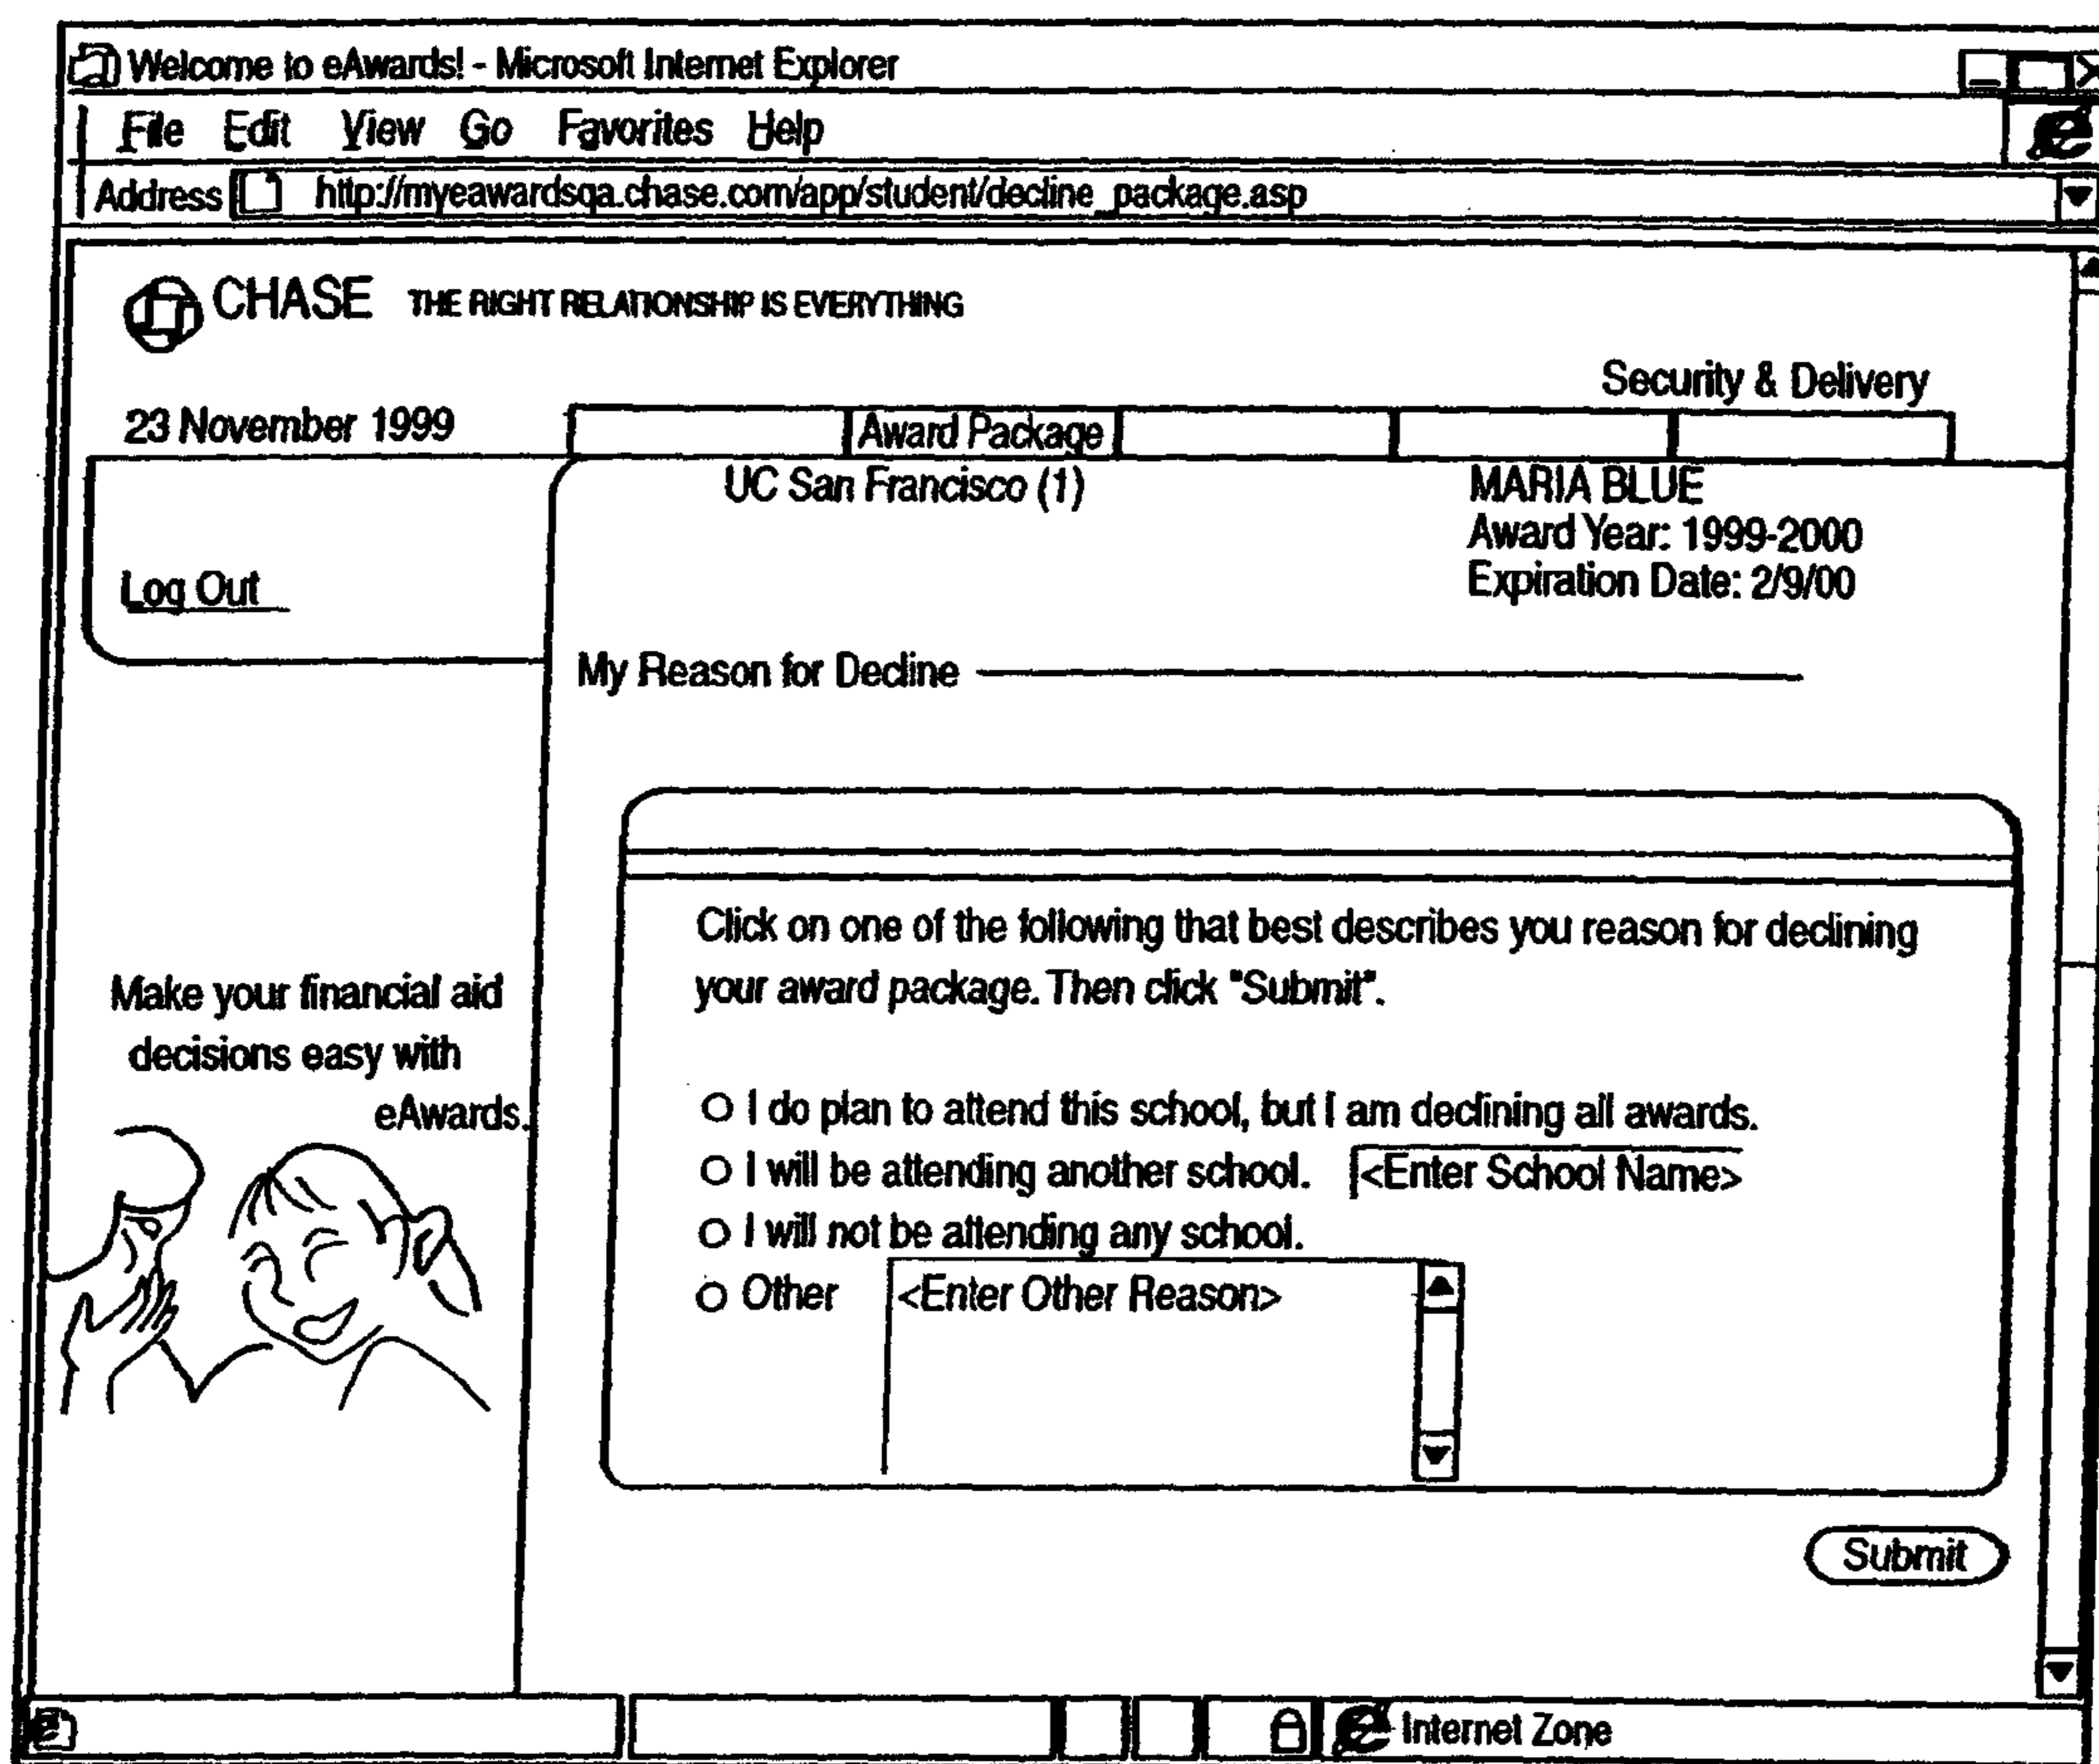 Welcome to eAwards! - Microsoft Internet Explorer
File Edit View Go Favorites Help
Address http://myeawardsqa.chase.com/app/student/decline_package.asp
CHASE THE RIGHT RELATIONSHIP IS EVERYTHING
Security & Delivery
23 November 1999
Award Package
UC San Francisco (1)
MARIA BLUE
Award Year: 1999-2000
Expiration Date: 2/9/00
Log Out
My Reason for Decline
Click on one of the following that best describes you reason for declining
your award package. Then click "Submit".
I do plan to attend this school, but I am declining all awards.
I will be attending another school. <Enter School Name>
I will not be attending any school.
Other <Enter Other Reason>
Make your financial aid
decisions easy with
eAwards.
Submit
Internet Zone